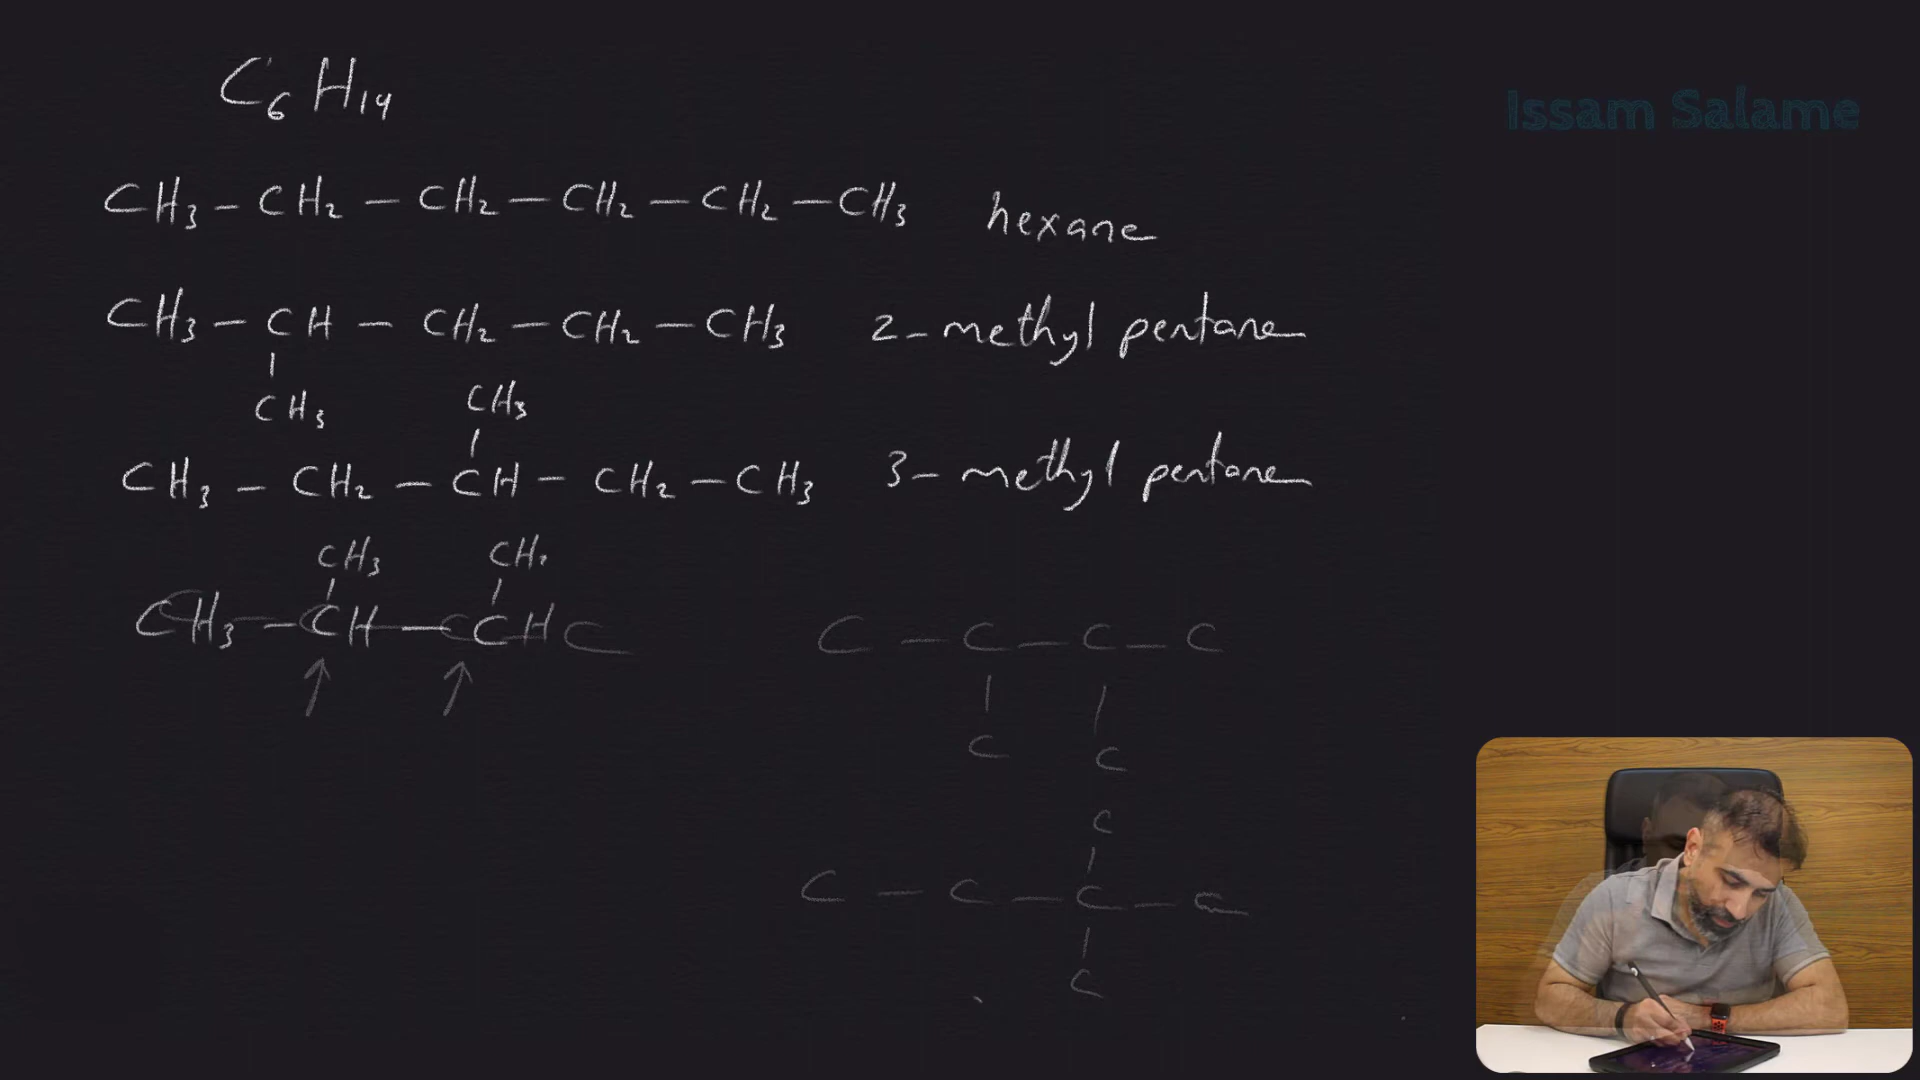 C6H14
Issam Salame
CH3 - CH2 - CH2 - CH2 - CH2 - CH3 hexane
CH3 - CH - CH2 - CH2 - CH3 2-methyl pentane
CH3
CH3
CH3 - CH2 - CH - CH2 - CH3 3-methyl pentane
CH3 CH
CH3 - CH - CH C
C - C - C - C
C C
C
C - C - C - C
C